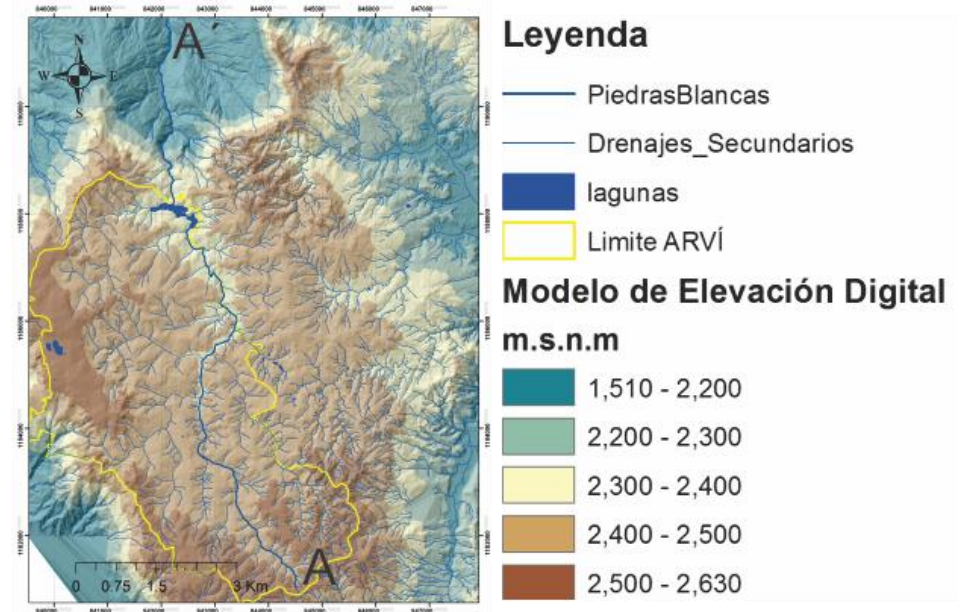 A´
N
W E
S
A
0 0.75 1.5 3 Km
Leyenda
PiedrasBlancas
Drenajes_Secundarios
lagunas
Limite ARVÍ
Modelo de Elevación Digital
m.s.n.m
1,510 - 2,200
2,200 - 2,300
2,300 - 2,400
2,400 - 2,500
2,500 - 2,630